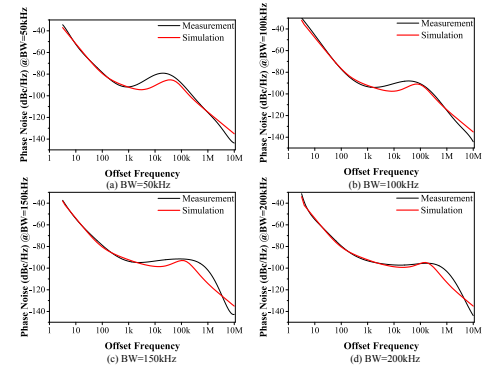 Phase Noise (dBc/Hz) @BW=50kHz
-40
-60
-80
-100
-120
-140
Measurement
Simulation
1 10 100 1k 10k 100k 1M 10M
Offset Frequency
(a) BW=50kHz
Phase Noise (dBc/Hz) @BW=100kHz
-40
-60
-80
-100
-120
-140
Measurement
Simulation
1 10 100 1k 10k 100k 1M 10M
Offset Frequency
(b) BW=100kHz
Phase Noise (dBc/Hz) @BW=150kHz
-40
-60
-80
-100
-120
-140
Measurement
Simulation
1 10 100 1k 10k 100k 1M 10M
Offset Frequency
(c) BW=150kHz
Phase Noise (dBc/Hz) @BW=200kHz
-40
-60
-80
-100
-120
-140
Measurement
Simulation
1 10 100 1k 10k 100k 1M 10M
Offset Frequency
(d) BW=200kHz